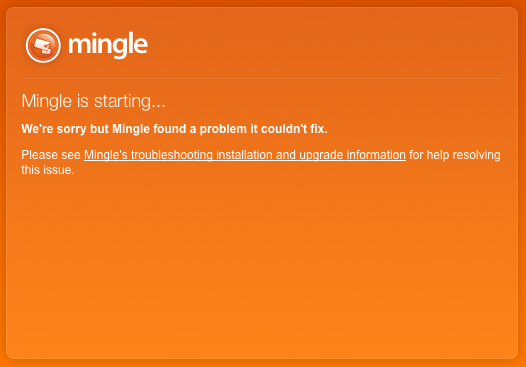 mingle
Mingle is starting...
We're sorry but Mingle found a problem it couldn't fix.
Please see Mingle's troubleshooting installation and upgrade information for help resolving
this issue.